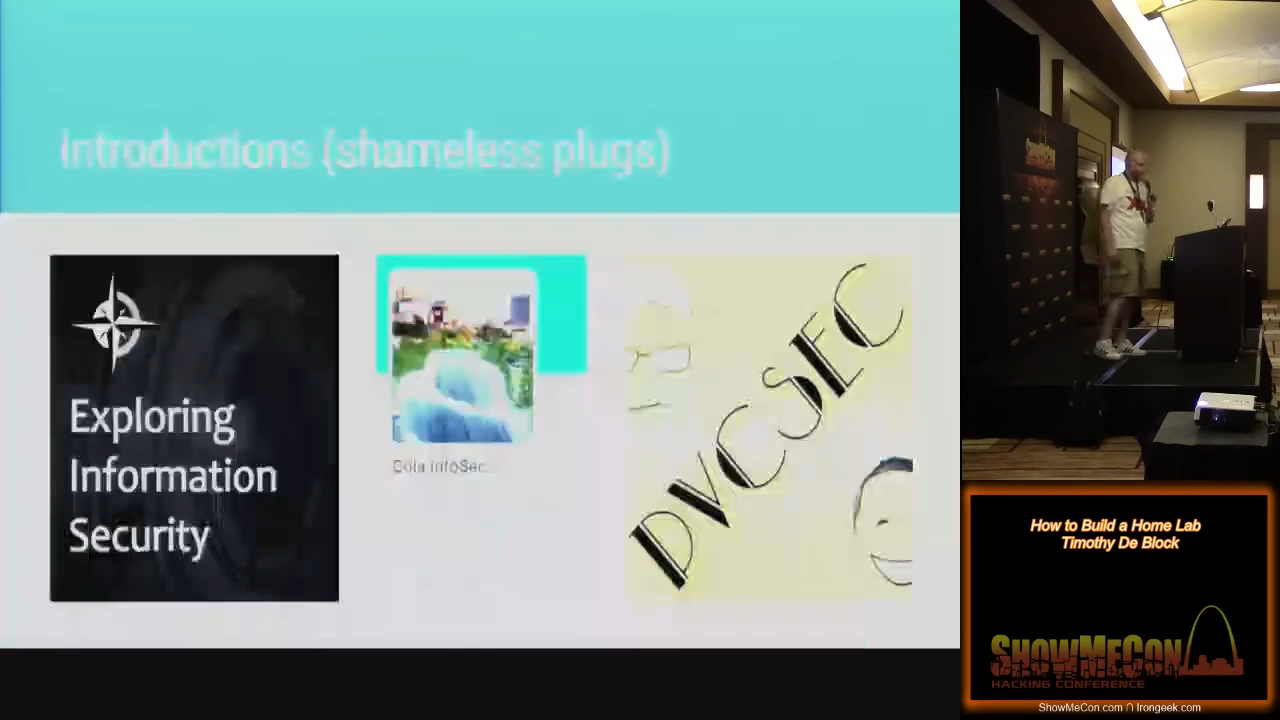 Introductions (shameless plugs)
Exploring
Information
Security
Cola InfoSec...
DVCSEC
How to Build a Home Lab
Timothy De Block
SHOWMECON
HACKING CONFERENCE
ShowMeCon.com ∩ Irongeek.com